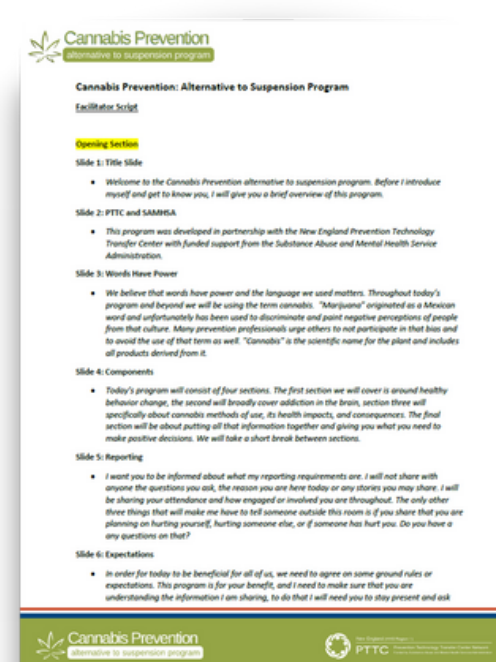 Cannabis Prevention
alternative to suspension program
Cannabis Prevention: Alternative to Suspension Program
Facilitator Script
Opening Section
Slide 1: Title Slide
• Welcome to the Cannabis Prevention alternative to suspension program. Before I introduce
myself and get to know you, I will give you a brief overview of this program.
Slide 2: PTTC and SAMHSA
• This program was developed in partnership with the New England Prevention Technology
Transfer Center with funded support from the Substance Abuse and Mental Health Service
Administration.
Slide 3: Words Have Power
• We believe that words have power and the language we used matters. Throughout today's
program and beyond we will be using the term cannabis. "Marijuana" originated as a Mexican
word and unfortunately has been used to discriminate and paint negative perceptions of people
from that culture. Many prevention professionals urge others to not participate in that bias and
to avoid the use of that term as well. "Cannabis" is the scientific name for the plant and includes
all products derived from it.
Slide 4: Components
• Today's program will consist of four sections. The first section we will cover is around healthy
behavior change, the second will broadly cover addiction in the brain, section three will
specifically about cannabis methods of use, its health impacts, and consequences. The final
section will be about putting all that information together and giving you what you need to
make positive decisions. We will take a short break between sections.
Slide 5: Reporting
• I want you to be informed about what my reporting requirements are. I will not share with
anyone the questions you ask, the reason you are here today or any stories you may share. I will
be sharing your attendance and how engaged or involved you are throughout. The only other
three things that will make me have to tell someone outside this room is if you share that you are
planning on hurting yourself, hurting someone else, or if someone has hurt you. Do you have a
any questions on that?
Slide 6: Expectations
• In order for today to be beneficial for all of us, we need to agree on some ground rules or
expectations. This program is for your benefit, and I need to make sure that you are
understanding the information I am sharing, to do that I will need you to stay present and ask
Cannabis Prevention
alternative to suspension program
New England
PTTC
Prevention Technology Transfer Center Network